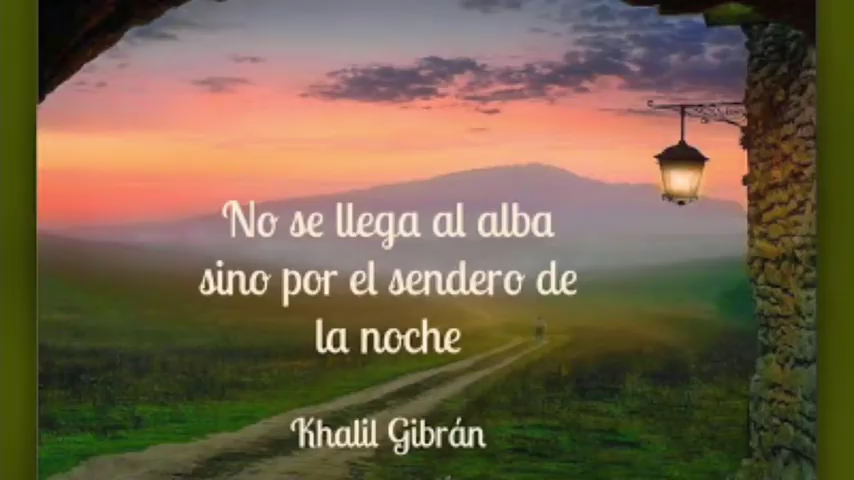 No se llega al alba
sino por el sendero de
la noche
Khalil Gibrán